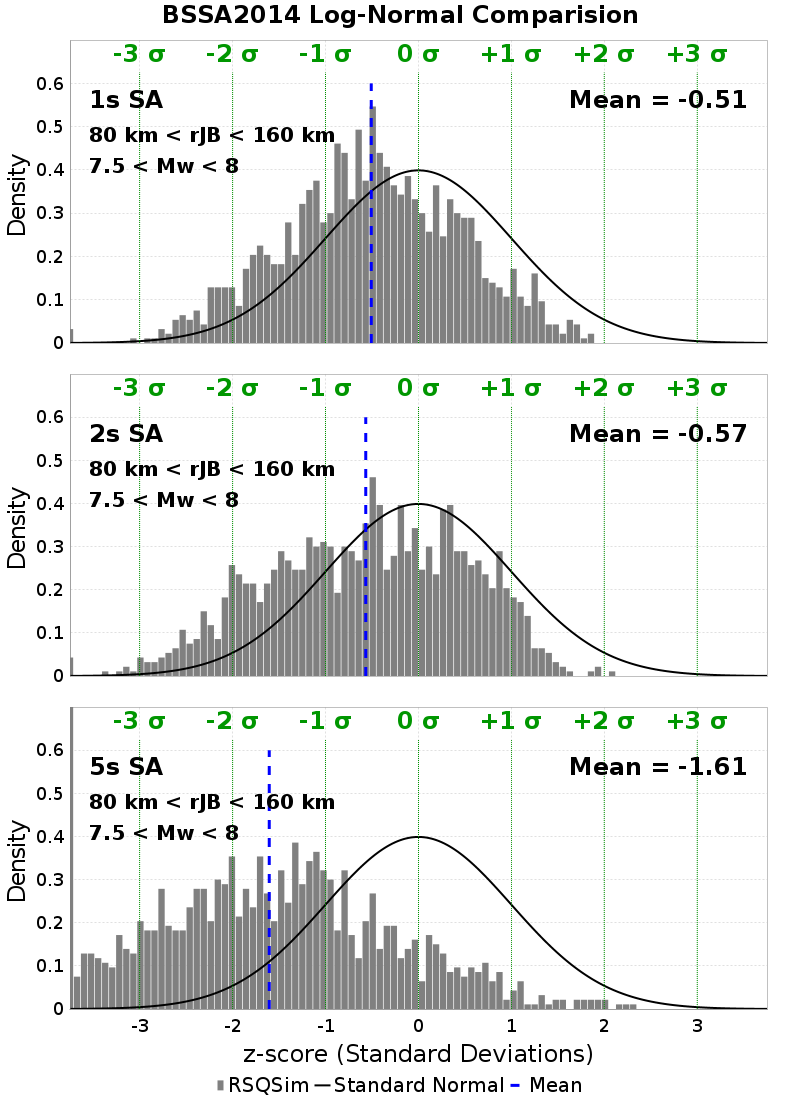 BSSA2014 Log-Normal Comparision
-3 σ -2 σ -1 σ 0 σ +1 σ +2 σ +3 σ
1s SA
Mean = -0.51
80 km < rJB < 160 km
7.5 < Mw < 8
Density
0.6
0.5
0.4
0.3
0.2
0.1
0
-3 σ -2 σ -1 σ 0 σ +1 σ +2 σ +3 σ
2s SA
Mean = -0.57
80 km < rJB < 160 km
7.5 < Mw < 8
Density
0.6
0.5
0.4
0.3
0.2
0.1
0
-3 σ -2 σ -1 σ 0 σ +1 σ +2 σ +3 σ
5s SA
Mean = -1.61
80 km < rJB < 160 km
7.5 < Mw < 8
Density
0.6
0.5
0.4
0.3
0.2
0.1
0
-3 -2 -1 0 1 2 3
z-score (Standard Deviations)
RSQSim Standard Normal Mean